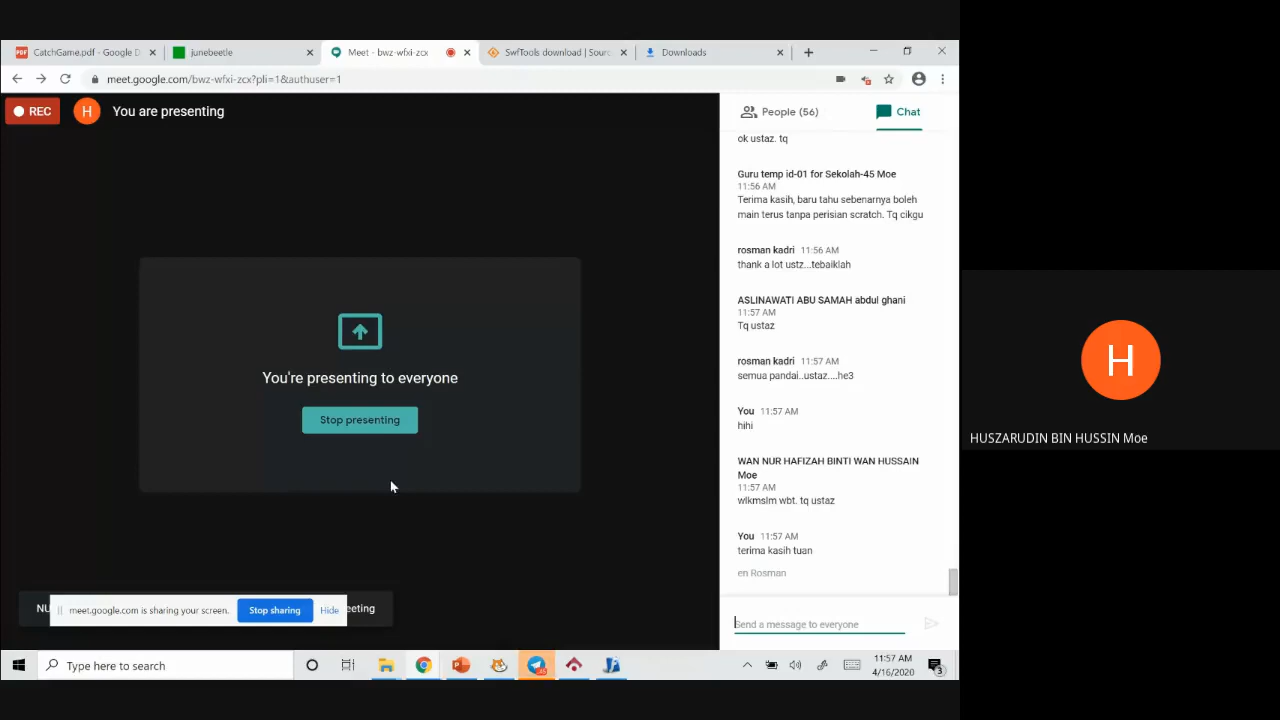 CatchGame.pdf - Google D
junebeetle
Meet - bwz-wfxi-zcx
SwfTools download | Sourc
Downloads
meet.google.com/bwz-wfxi-zcx?pli=1&authuser=1
REC
H
You are presenting
People (56)
Chat
ok ustaz. tq
Guru temp id-01 for Sekolah-45 Moe
11:56 AM
Terima kasih, baru tahu sebenarnya boleh
main terus tanpa perisian scratch. Tq cikgu
rosman kadri 11:56 AM
thank a lot ustz...tebaiklah
ASLINAWATI ABU SAMAH abdul ghani
11:57 AM
Tq ustaz
rosman kadri 11:57 AM
semua pandai..ustaz....he3
You 11:57 AM
hihi
WAN NUR HAFIZAH BINTI WAN HUSSAIN
Moe
11:57 AM
wlkmslm wbt. tq ustaz
You 11:57 AM
terima kasih tuan
en Rosman
Send a message to everyone
You're presenting to everyone
Stop presenting
NU
meet.google.com is sharing your screen.
Stop sharing
Hide
eeting
H
HUSZARUDIN BIN HUSSIN Moe
Type here to search
11:57 AM
4/16/2020
3